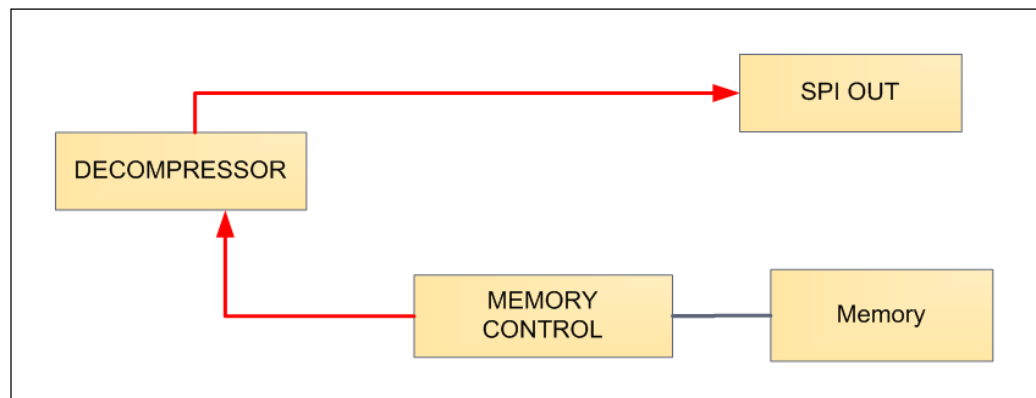 SPI OUT
DECOMPRESSOR
MEMORY
CONTROL
Memory